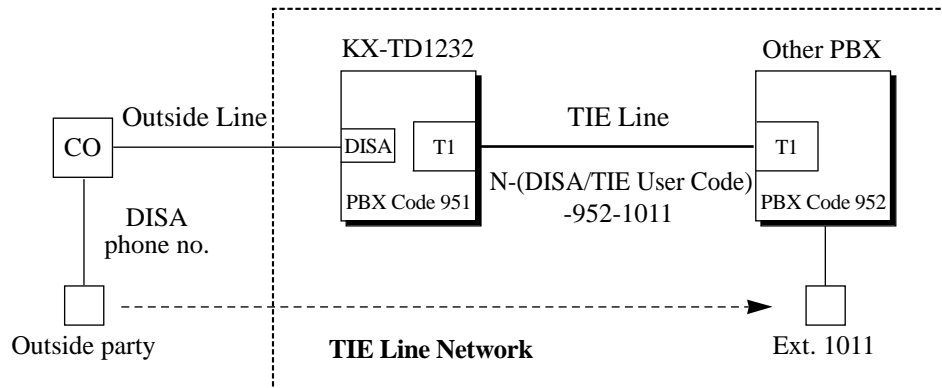 KX-TD1232
Other PBX
Outside Line
TIE Line
CO
DISA
T1
T1
N-(DISA/TIE User Code)
-952-1011
PBX Code 951
PBX Code 952
DISA
phone no.
Outside party
TIE Line Network
Ext. 1011